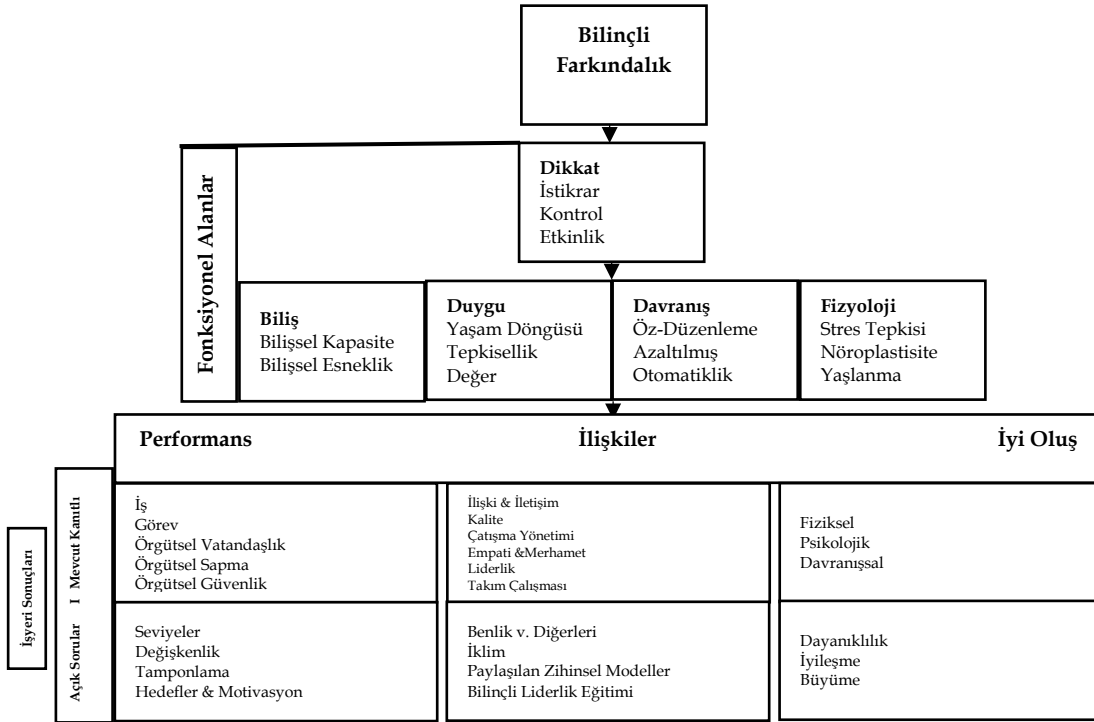 Bilinçli
Farkındalık
Dikkat
İstikrar
Kontrol
Etkinlik
Fonksiyonel Alanlar
Biliş
Bilişsel Kapasite
Bilişsel Esneklik
Duygu
Yaşam Döngüsü
Tepkisellik
Değer
Davranış
Öz-Düzenleme
Azaltılmış
Otomatiklik
Fizyoloji
Stres Tepkisi
Nöroplastisite
Yaşlanma
Performans
İlişkiler
İyi Oluş
İşyeri Sonuçları
Açık Sorular I Mevcut Kanıtlı
İş
Görev
Örgütsel Vatandaşlık
Örgütsel Sapma
Örgütsel Güvenlik
İlişki & İletişim
Kalite
Çatışma Yönetimi
Empati &Merhamet
Liderlik
Takım Çalışması
Fiziksel
Psikolojik
Davranışsal
Seviyeler
Değişkenlik
Tamponlama
Hedefler & Motivasyon
Benlik v. Diğerleri
İklim
Paylaşılan Zihinsel Modeller
Bilinçli Liderlik Eğitimi
Dayanıklılık
İyileşme
Büyüme